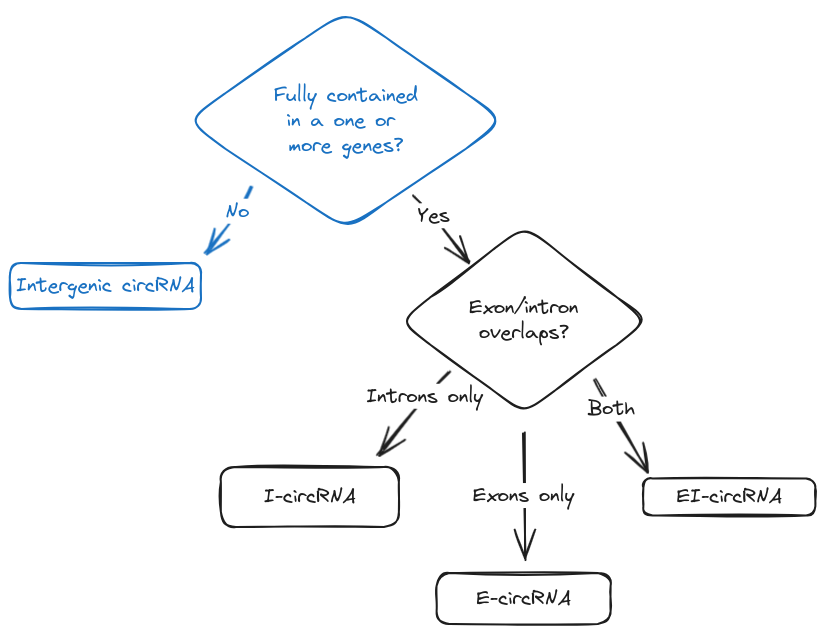 Fully contained
in a one or
more genes?
No
Yes
Intergenic circRNA
Exon/intron
overlaps?
Introns only
Both
I-circRNA
Exons only
EI-circRNA
E-circRNA